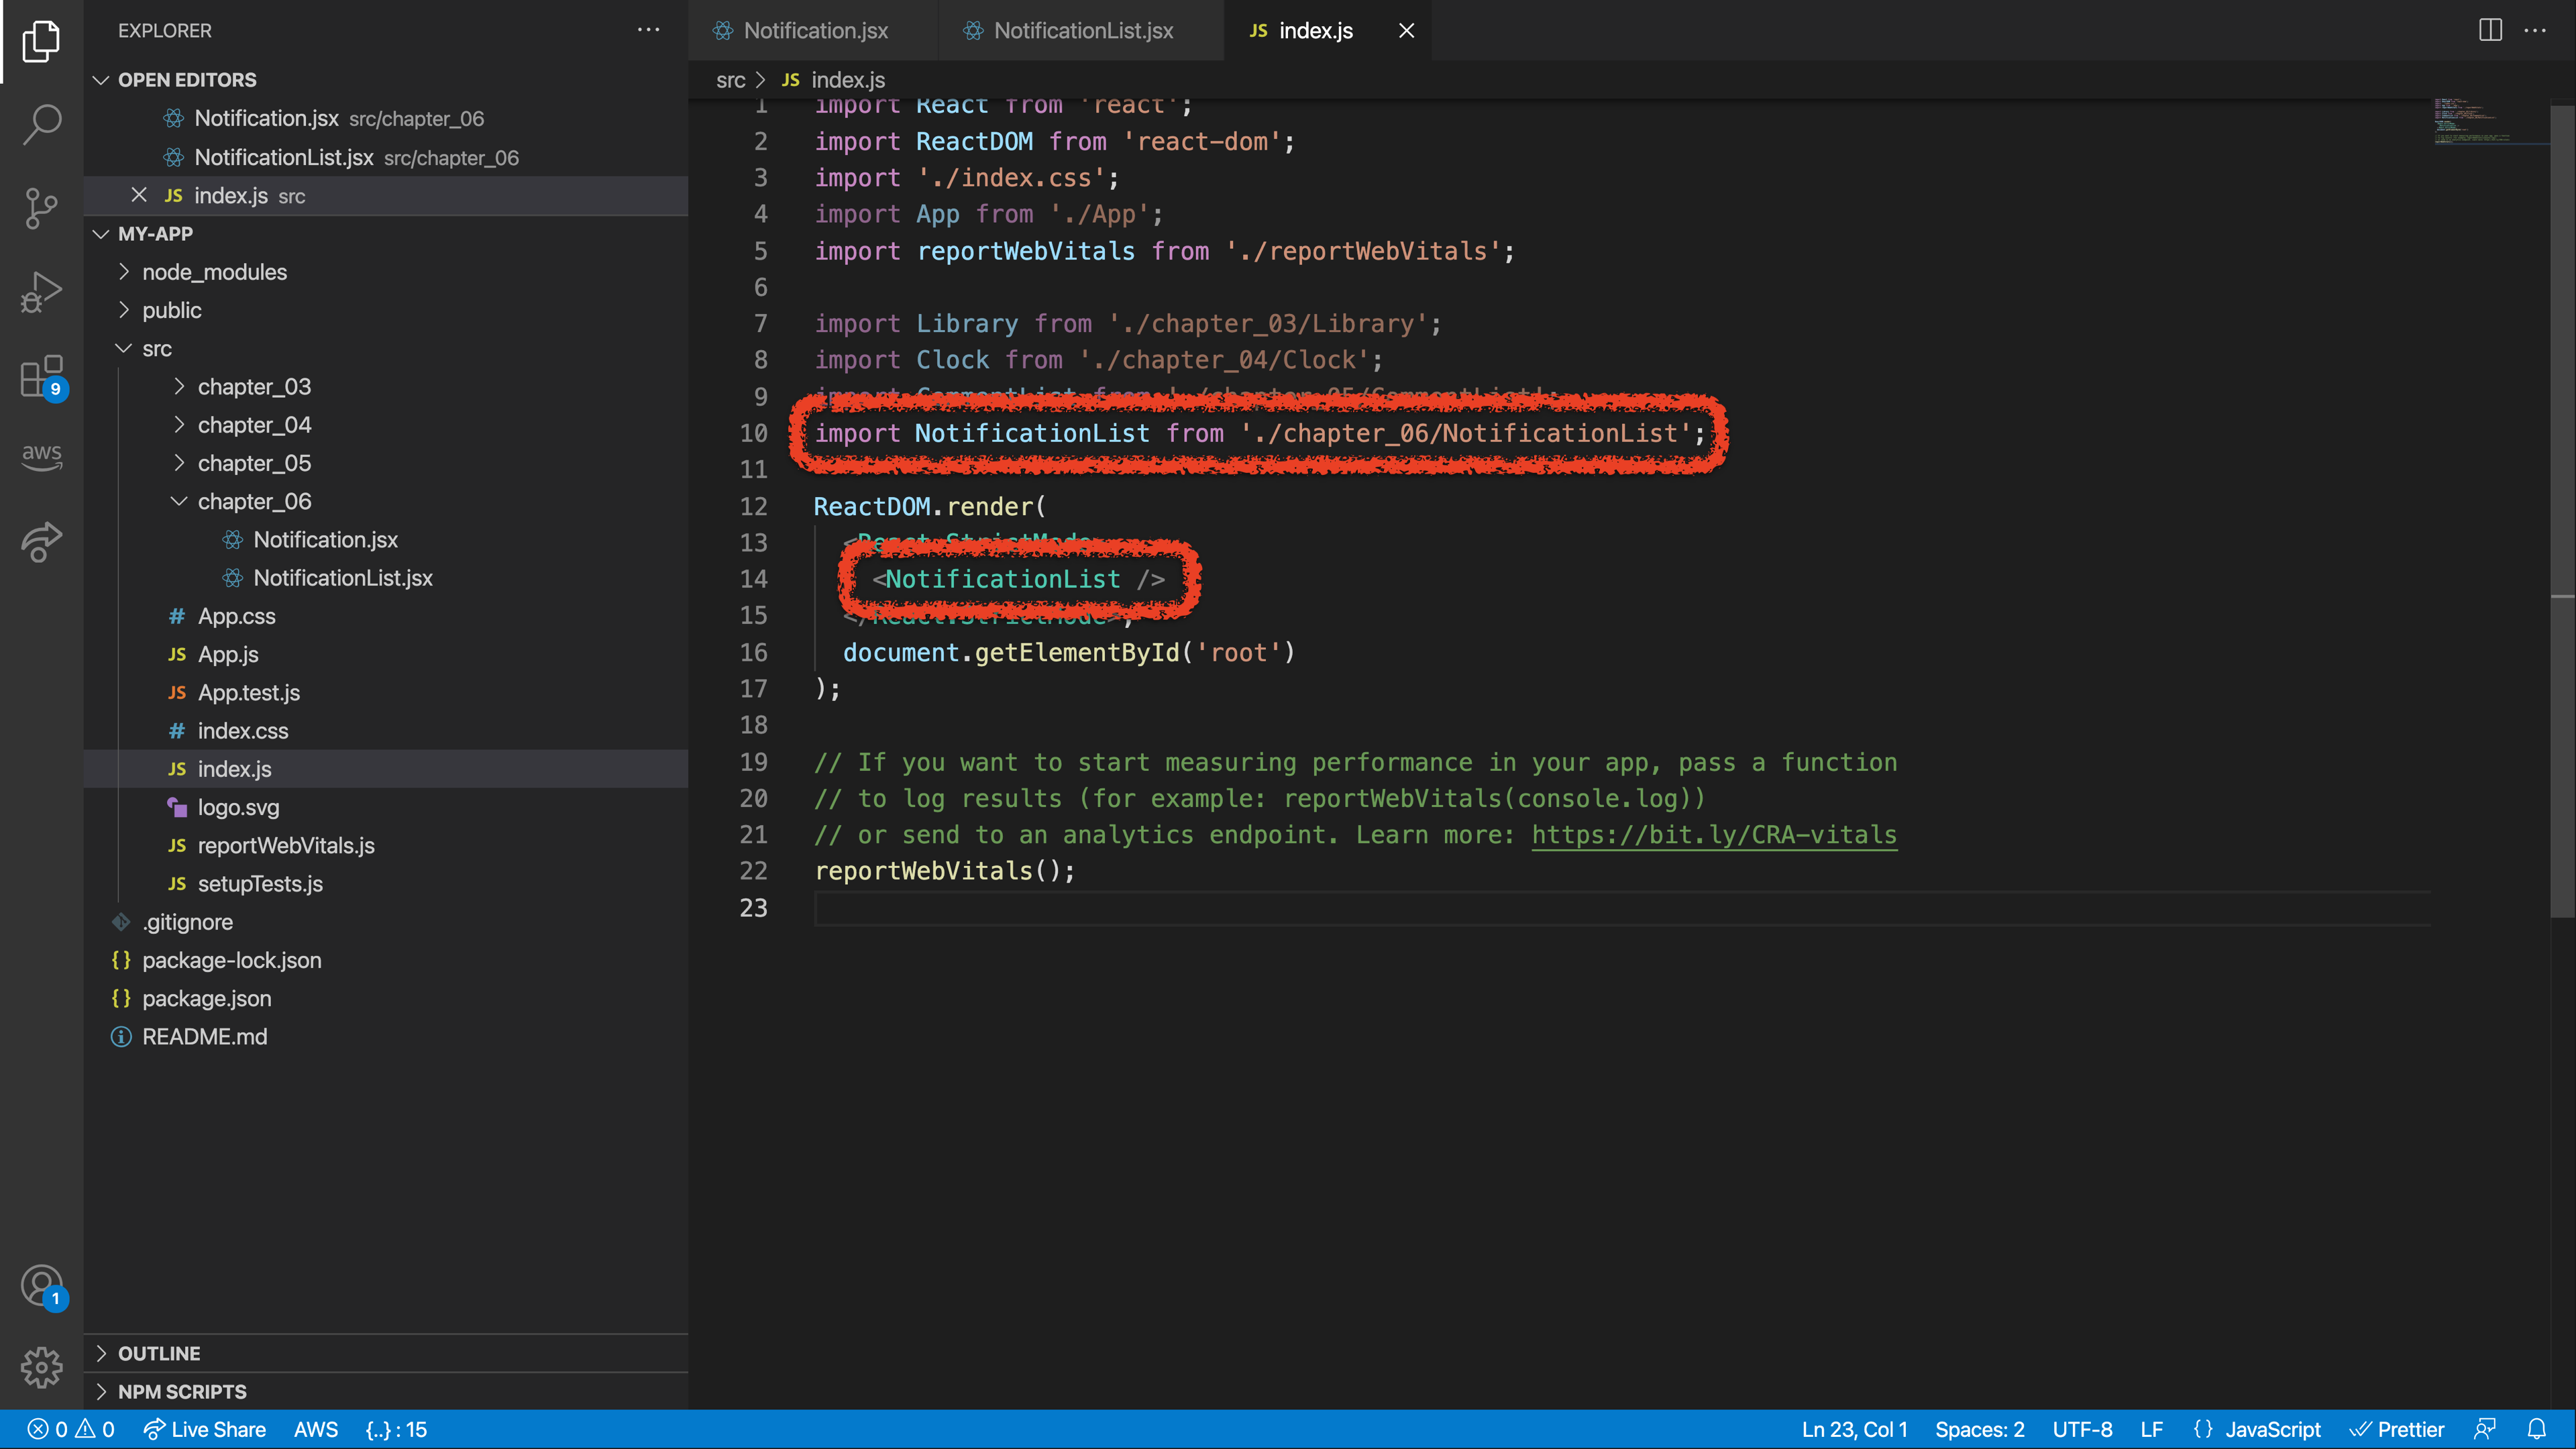 EXPLORER
OPEN EDITORS
Notification.jsx src/chapter_06
NotificationList.jsx src/chapter_06
JS index.js src
MY-APP
node_modules
public
src
chapter_03
chapter_04
chapter_05
chapter_06
Notification.jsx
NotificationList.jsx
# App.css
JS App.js
JS App.test.js
# index.css
JS index.js
logo.svg
JS reportWebVitals.js
JS setupTests.js
.gitignore
{} package-lock.json
{} package.json
README.md
OUTLINE
NPM SCRIPTS
9
aws
1
Notification.jsx
NotificationList.jsx
JS index.js
src > JS index.js
1 import React from 'react';
2 import ReactDOM from 'react-dom';
3 import './index.css';
4 import App from './App';
5 import reportWebVitals from './reportWebVitals';
6
7 import Library from './chapter_03/Library';
8 import Clock from './chapter_04/Clock';
9 import CommentList from './chapter_05/CommentList';
10 import NotificationList from './chapter_06/NotificationList';
11
12 ReactDOM.render(
13 <React.StrictMode>
14 <NotificationList />
15 </React.StrictMode>,
16 document.getElementById('root')
17 );
18
19 // If you want to start measuring performance in your app, pass a function
20 // to log results (for example: reportWebVitals(console.log))
21 // or send to an analytics endpoint. Learn more: https://bit.ly/CRA-vitals
22 reportWebVitals();
23
0 0 Live Share AWS {..} : 15 Ln 23, Col 1 Spaces: 2 UTF-8 LF {} JavaScript Prettier